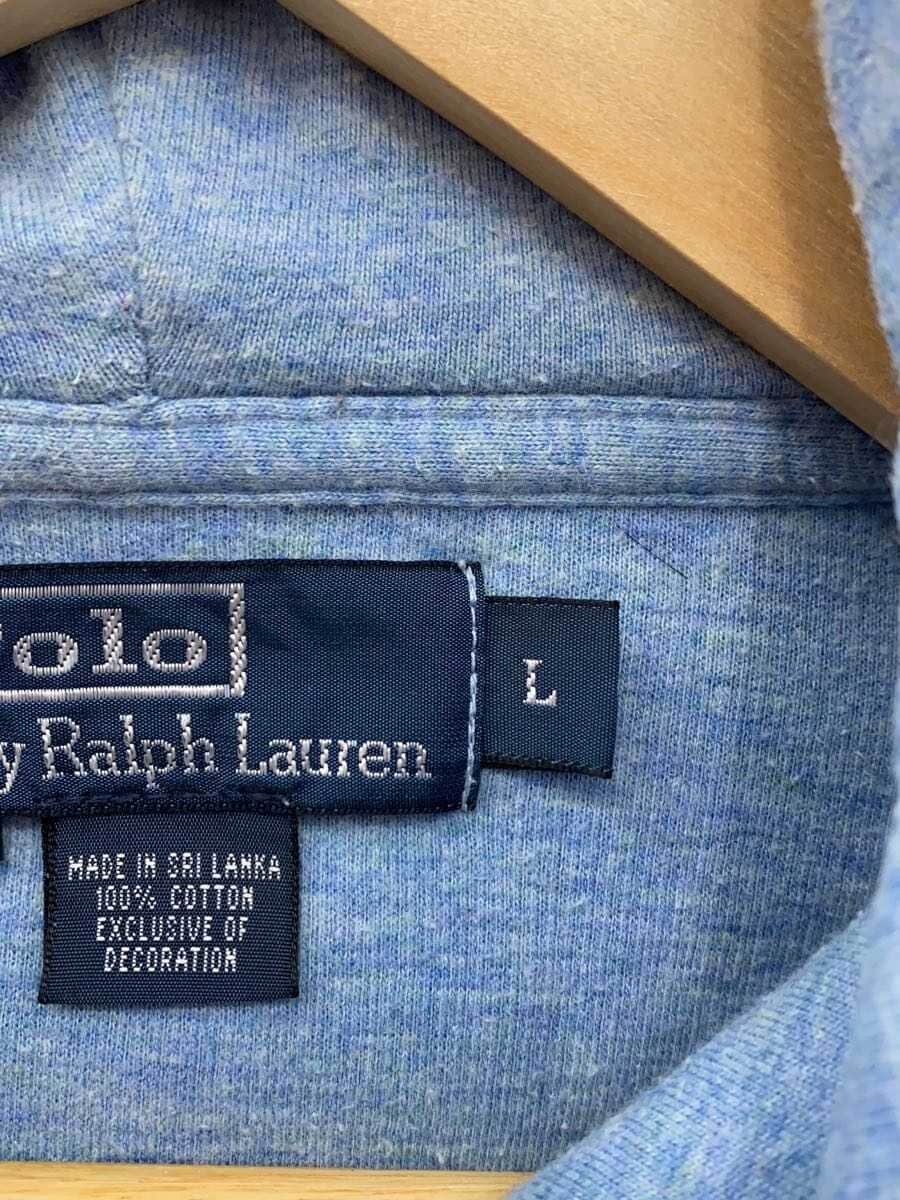 olo
y Ralph Lauren
L
MADE IN SRI LANKA
100% COTTON
EXCLUSIVE OF
DECORATION